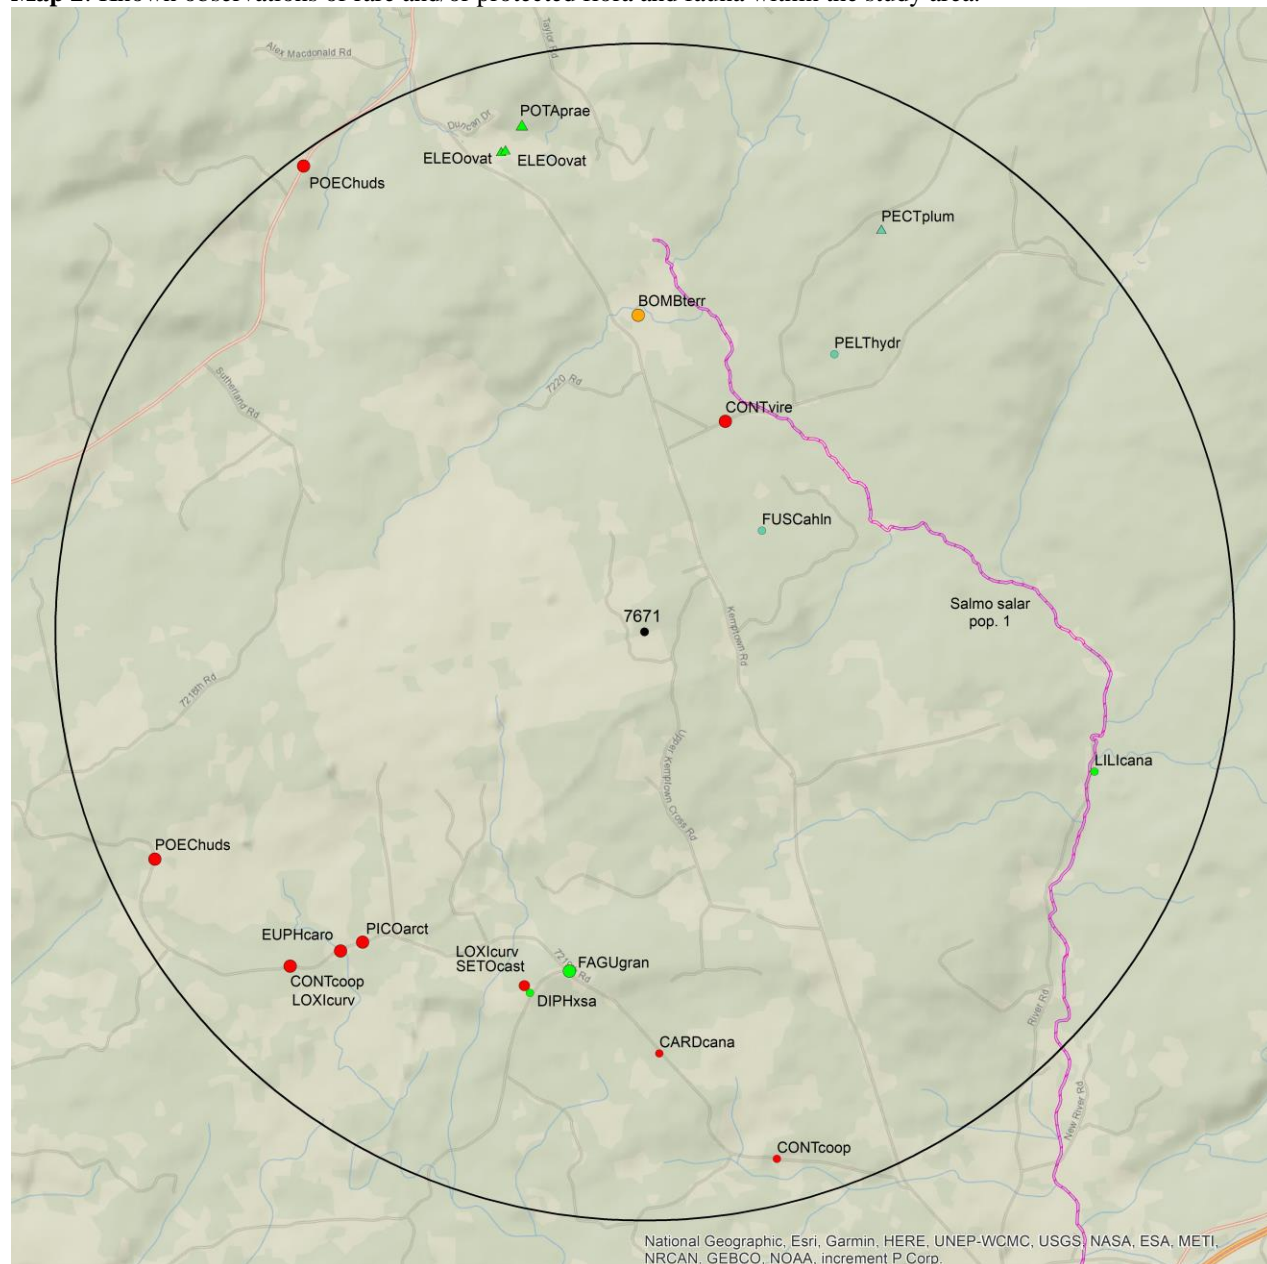 Map 2: Known observations of rare and/or protected flora and fauna within the study area.
Alex Macdonald Rd
Taylor Rd
POTAprae
Duncan Dr
ELEOovat
ELEOovat
POEChuds
PECTplum
BOMBterr
PELThydr
7220 Rd
Sutherland Rd
CONTvire
FUSCahln
Salmo salar
pop. 1
7671
Kemptown Rd
7218th Rd
Upper Kemptown Cross Rd
LILIcana
POEChuds
EUPHcaro
PICOarct
LOXIcurv
SETOcast
FAGUgran
CONTcoop
LOXIcurv
DIPHxsa
River Rd
CARDcana
New River Rd
CONTcoop
National Geographic, Esri, Garmin, HERE, UNEP-WCMC, USGS, NASA, ESA, METI,
NRCAN, GEBCO, NOAA, increment P Corp.